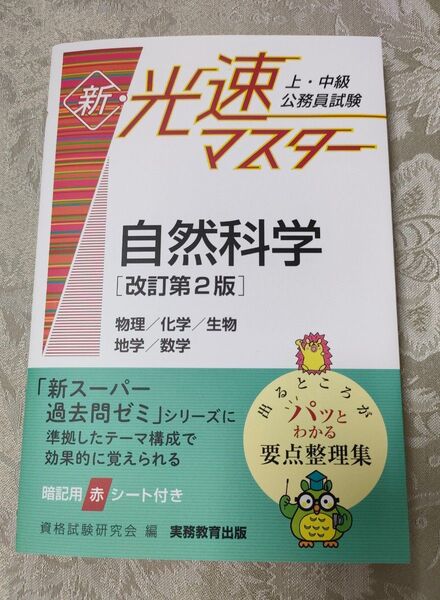 上・中級
公務員試験
新・光速
マスター
自然科学
[改訂第2版]
物理／化学／生物
地学／数学
「新スーパー
過去問ゼミ」シリーズに
準拠したテーマ構成で
効果的に覚えられる
出るところが
パッと
わかる
要点整理集
暗記用 赤 シート付き
資格試験研究会 編 実務教育出版